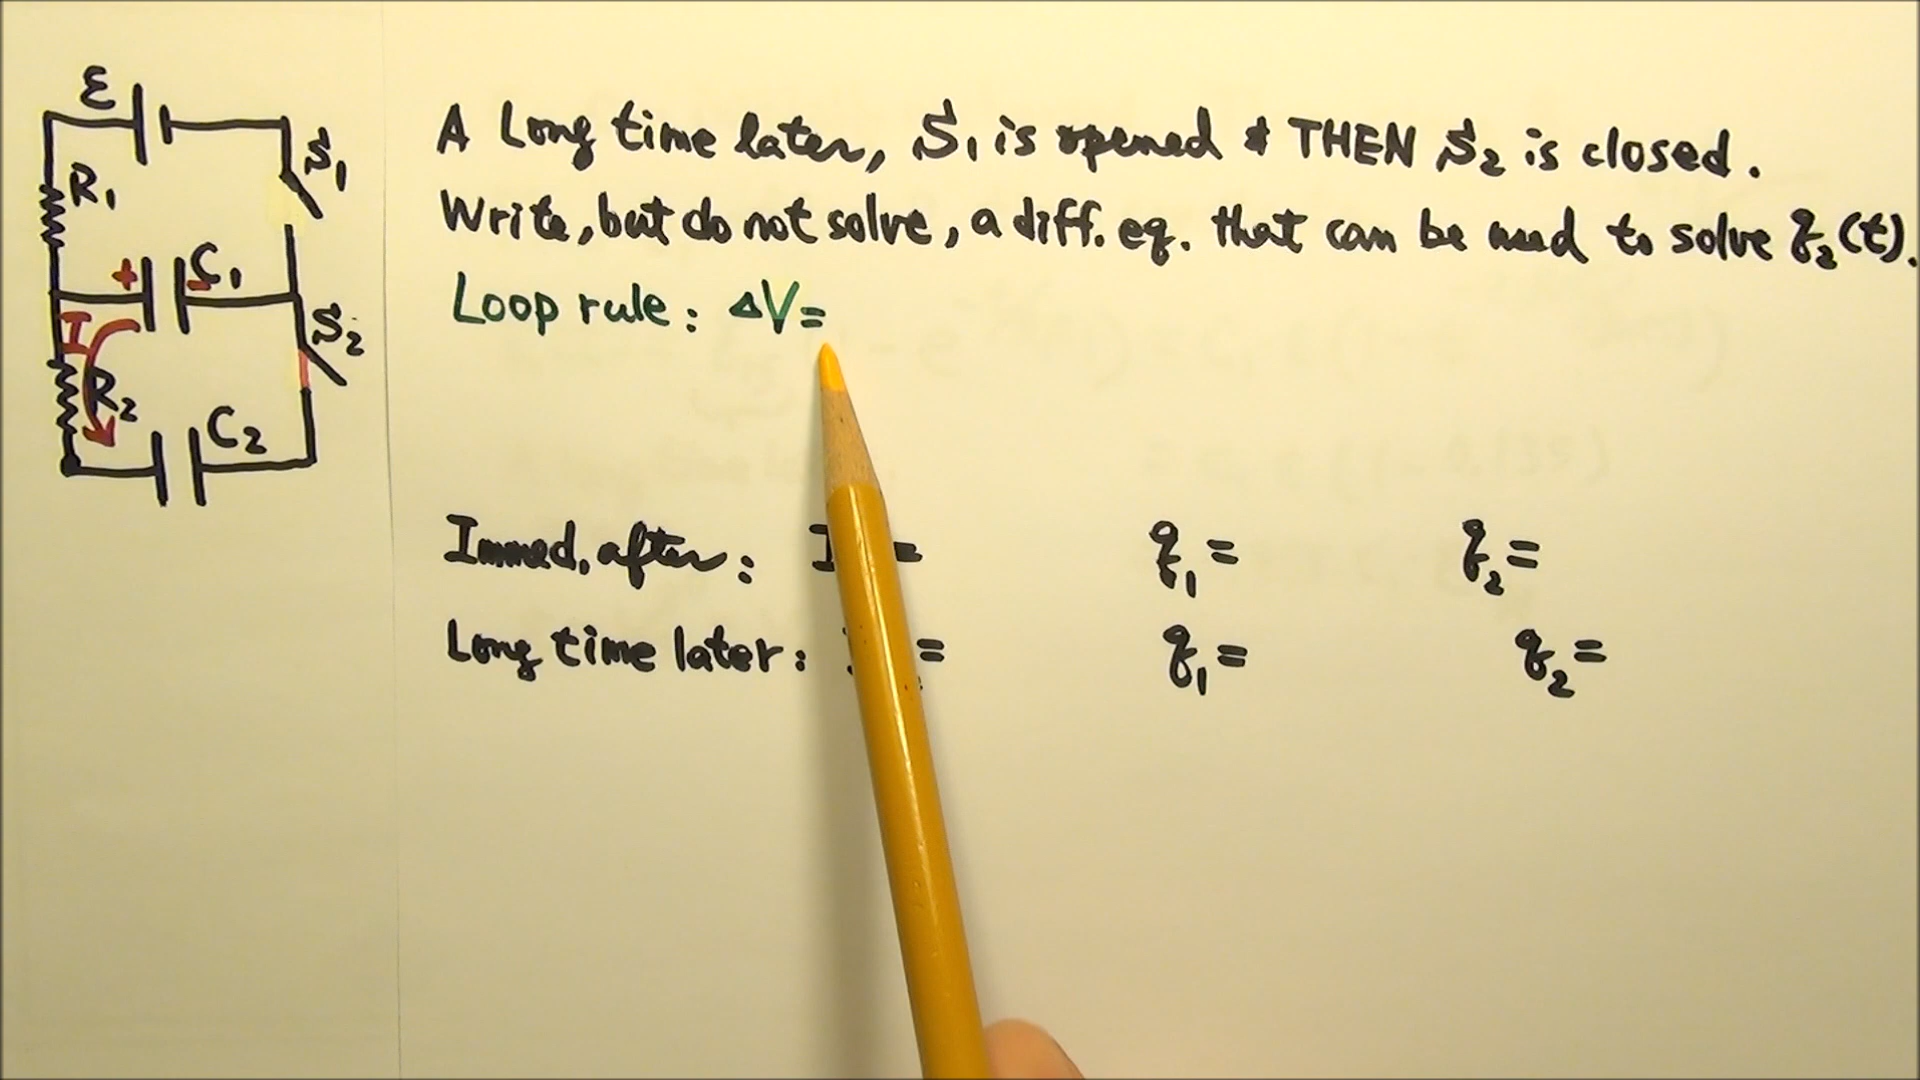 ε
S₁
R₁
+ C₁ -
I
S₂
R₂
C₂
A Long time later, S₁ is opened & THEN S₂ is closed.
Write, but do not solve, a diff. eq. that can be used to solve q₂(t).
Loop rule: ΔV=
Immed. after: I = q₁= q₂=
Long time later: = q₁= q₂=